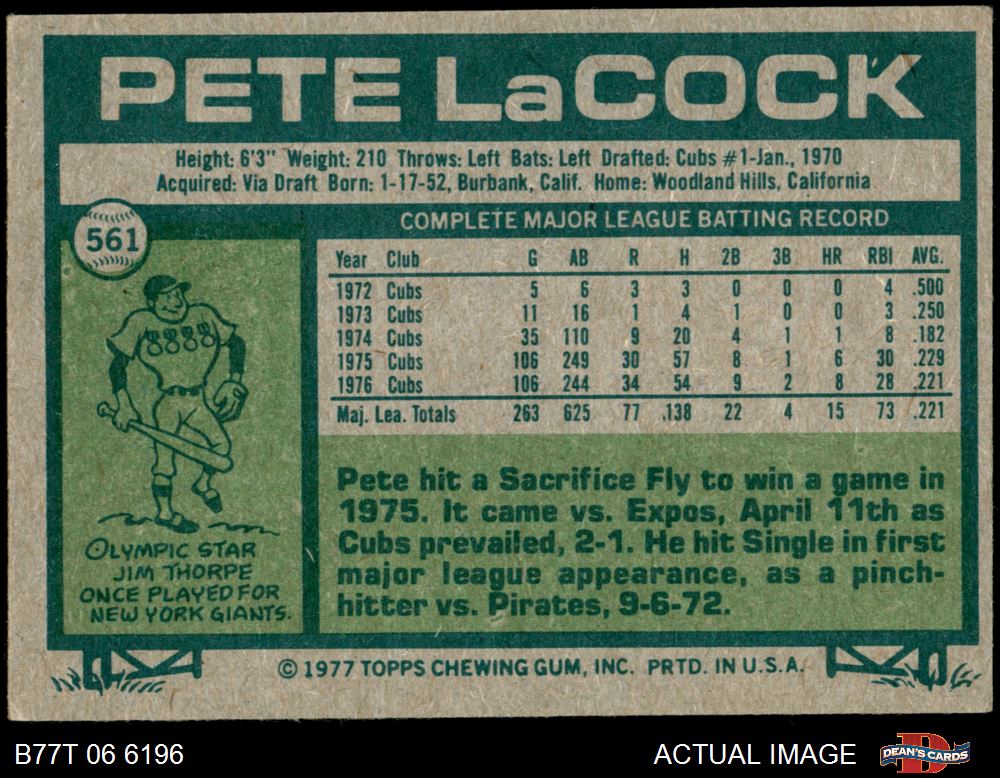 PETE LaCOCK
Height: 6'3" Weight: 210 Throws: Left Bats: Left Drafted: Cubs #1-Jan., 1970
Acquired: Via Draft Born: 1-17-52, Burbank, Calif. Home: Woodland Hills, California
561
COMPLETE MAJOR LEAGUE BATTING RECORD
Year Club G AB R H 2B 3B HR RBI AVG.
1972 Cubs 5 6 3 3 0 0 0 4 .500
1973 Cubs 11 16 1 4 1 0 0 3 .250
1974 Cubs 35 110 9 20 4 1 1 8 .182
1975 Cubs 106 249 30 57 8 1 6 30 .229
1976 Cubs 106 244 34 54 9 2 8 28 .221
Maj. Lea. Totals 263 625 77 .138 22 4 15 73 .221
Pete hit a Sacrifice Fly to win a game in
1975. It came vs. Expos, April 11th as
Cubs prevailed, 2-1. He hit Single in first
major league appearance, as a pinch-
hitter vs. Pirates, 9-6-72.
OLYMPIC STAR
JIM THORPE
ONCE PLAYED FOR
NEW YORK GIANTS.
© 1977 TOPPS CHEWING GUM, INC. PRTD. IN U.S.A.
B77T 06 6196
ACTUAL IMAGE
D
DEAN'S CARDS